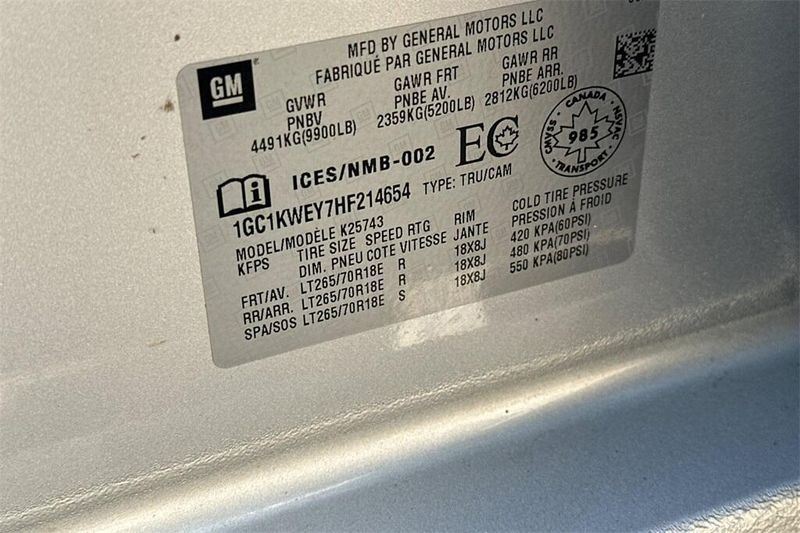 MFD BY GENERAL MOTORS LLC
FABRIQUÉ PAR GENERAL MOTORS LLC
GM
GVWR
PNBV
4491KG(9900LB)
GAWR FRT
PNBE AV.
2359KG(5200LB)
GAWR RR
PNBE ARR.
2812KG(6200LB)
ICES/NMB-002
EC
CANADA
985
TRANSPORT
NSVAC
CMVSS
1GC1KWEY7HF214654 TYPE: TRU/CAM
MODEL/MODÈLE K25743
KFPS TIRE SIZE SPEED RTG RIM COLD TIRE PRESSURE
DIM. PNEU COTE VITESSE JANTE PRESSION À FROID
FRT/AV. LT265/70R18E R 18X8J 420 KPA(60PSI)
RR/ARR. LT265/70R18E R 18X8J 480 KPA(70PSI)
SPA/SOS LT265/70R18E S 18X8J 550 KPA(80PSI)